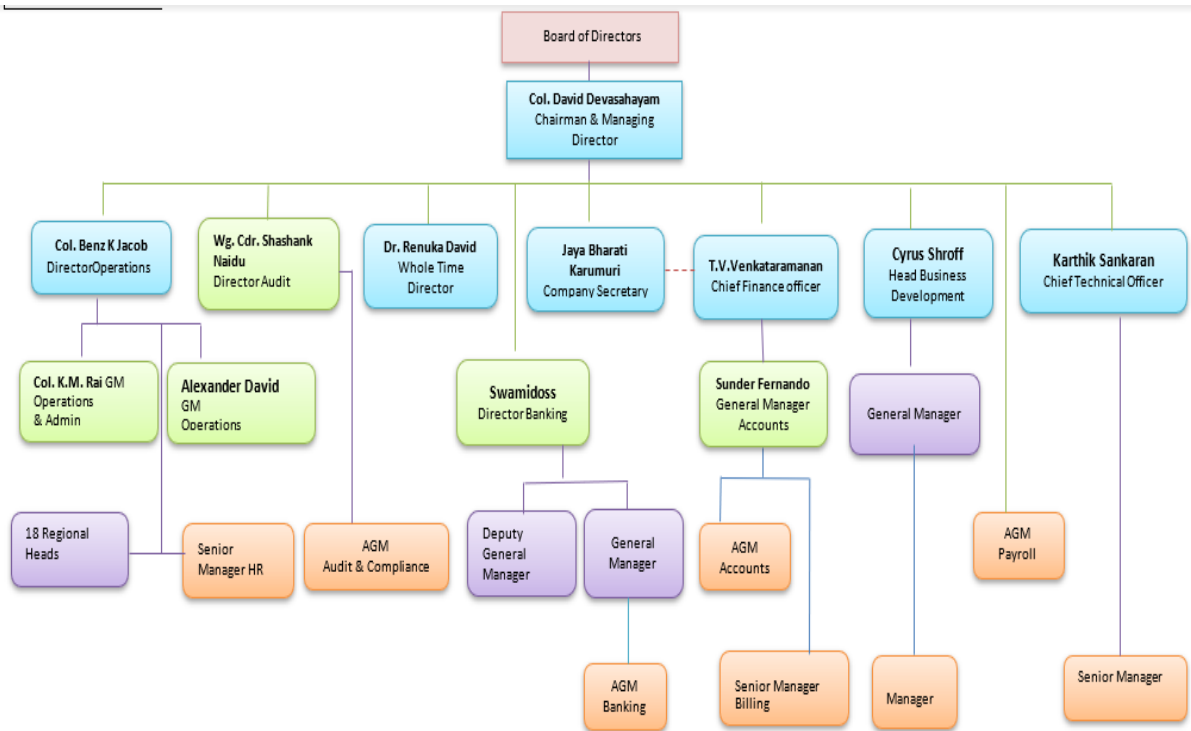 Board of Directors
Col. David Devasahayam
Chairman & Managing
Director
Col. Benz K Jacob
DirectorOperations
Wg. Cdr. Shashank
Naidu
Director Audit
Dr. Renuka David
Whole Time
Director
Jaya Bharati
Karumuri
Company Secretary
T.V.Venkataramanan
Chief Finance officer
Cyrus Shroff
Head Business
Development
Karthik Sankaran
Chief Technical Officer
Col. K.M. Rai GM
Operations
& Admin
Alexander David
GM
Operations
Swamidoss
Director Banking
Sunder Fernando
General Manager
Accounts
General Manager
18 Regional
Heads
Senior
Manager HR
AGM
Audit & Compliance
Deputy
General
Manager
General
Manager
AGM
Accounts
AGM
Payroll
AGM
Banking
Senior Manager
Billing
Manager
Senior Manager